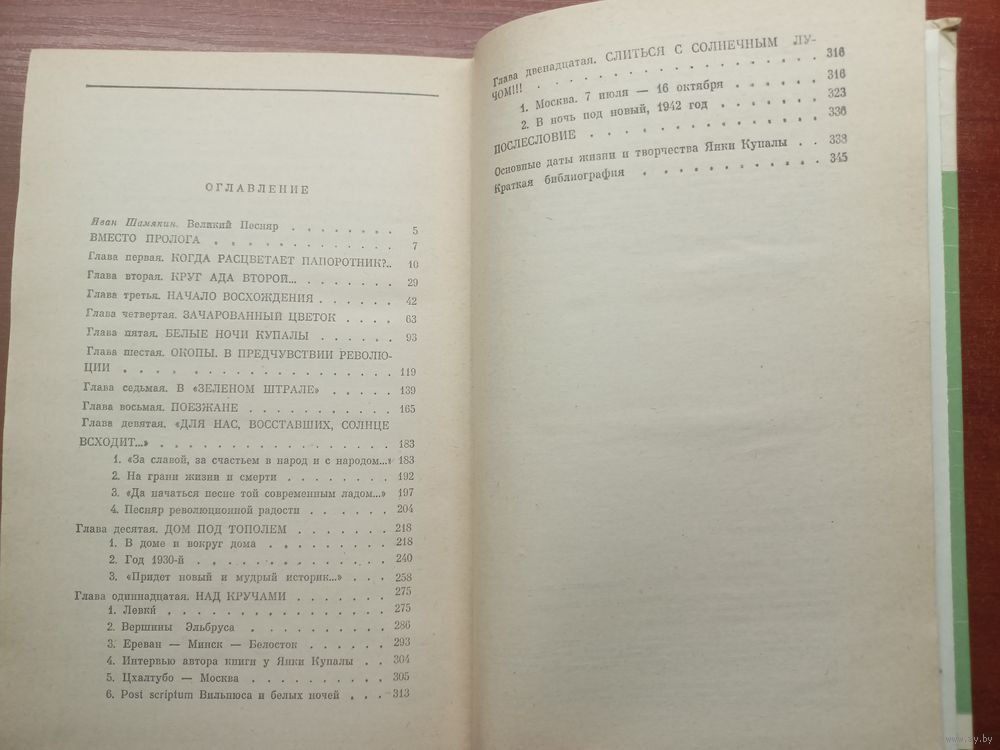 ОГЛАВЛЕНИЕ
Иван Шамякин. Великий Песняр . . . . . . . . 5
ВМЕСТО ПРОЛОГА . . . . . . . . . . . . . 7
Глава первая. КОГДА РАСЦВЕТАЕТ ПАПОРОТНИК?.. 10
Глава вторая. КРУГ АДА ВТОРОЙ... . . . . . . . 29
Глава третья. НАЧАЛО ВОСХОЖДЕНИЯ . . . . . 42
Глава четвертая. ЗАЧАРОВАННЫЙ ЦВЕТОК . . . . 63
Глава пятая. БЕЛЫЕ НОЧИ КУПАЛЫ . . . . . . 93
Глава шестая. ОКОПЫ. В ПРЕДЧУВСТВИИ РЕВОЛЮ-
ЦИИ . . . . . . . . . . . . . . . . . 119
Глава седьмая. В «ЗЕЛЕНОМ ШТРАЛЕ» . . . . . 139
Глава восьмая. ПОЕЗЖАНЕ . . . . . . . . . . 165
Глава девятая. «ДЛЯ НАС, ВОССТАВШИХ, СОЛНЦЕ
ВСХОДИТ...» . . . . . . . . . . . . . . . 183
1. «За славой, за счастьем в народ и с народом...» 183
2. На грани жизни и смерти . . . . . . . . 192
3. «Да начаться песне той современным ладом...» 197
4. Песняр революционной радости . . . . . . 204
Глава десятая. ДОМ ПОД ТОПОЛЕМ . . . . . . . 218
1. В доме и вокруг дома . . . . . . . . . 218
2. Год 1930-й . . . . . . . . . . . . . 240
3. «Придет новый и мудрый историк...» . . . 258
Глава одиннадцатая. НАД КРУЧАМИ . . . . . . . 275
1. Левки́ . . . . . . . . . . . . . . . 275
2. Вершины Эльбруса . . . . . . . . . . 286
3. Ереван — Минск — Белосток . . . . . . . 293
4. Интервью автора книги у Янки Купалы . . 304
5. Цхалтубо — Москва . . . . . . . . . . 305
6. Post scriptum Вильнюса и белых ночей . . . 313
Глава двенадцатая. СЛИТЬСЯ С СОЛНЕЧНЫМ ЛУ-
ЧОМ!!! . . . . . . . . . . . . . . . . 316
1. Москва. 7 июля — 16 октября . . . . . . 316
2. В ночь под новый, 1942 год . . . . . . . 323
ПОСЛЕСЛОВИЕ . . . . . . . . . . . . . . 336
Основные даты жизни и творчества Янки Купалы . . 338
Краткая библиография . . . . . . . . . . . 345
www.ay.by